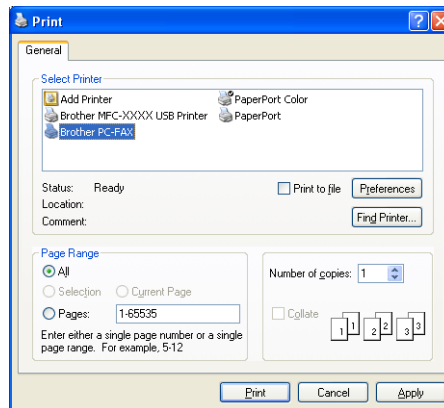 Print
General
Select Printer
Add Printer
PaperPort Color
Brother MFC-XXXX USB Printer
PaperPort
Brother PC-FAX
Status: Ready
Print to file
Preferences
Location:
Comment:
Find Printer...
Page Range
All
Selection
Current Page
Pages: 1-65535
Enter either a single page number or a single
page range. For example, 5-12
Number of copies: 1
Collate
1 1 2 2 3 3
Print
Cancel
Apply